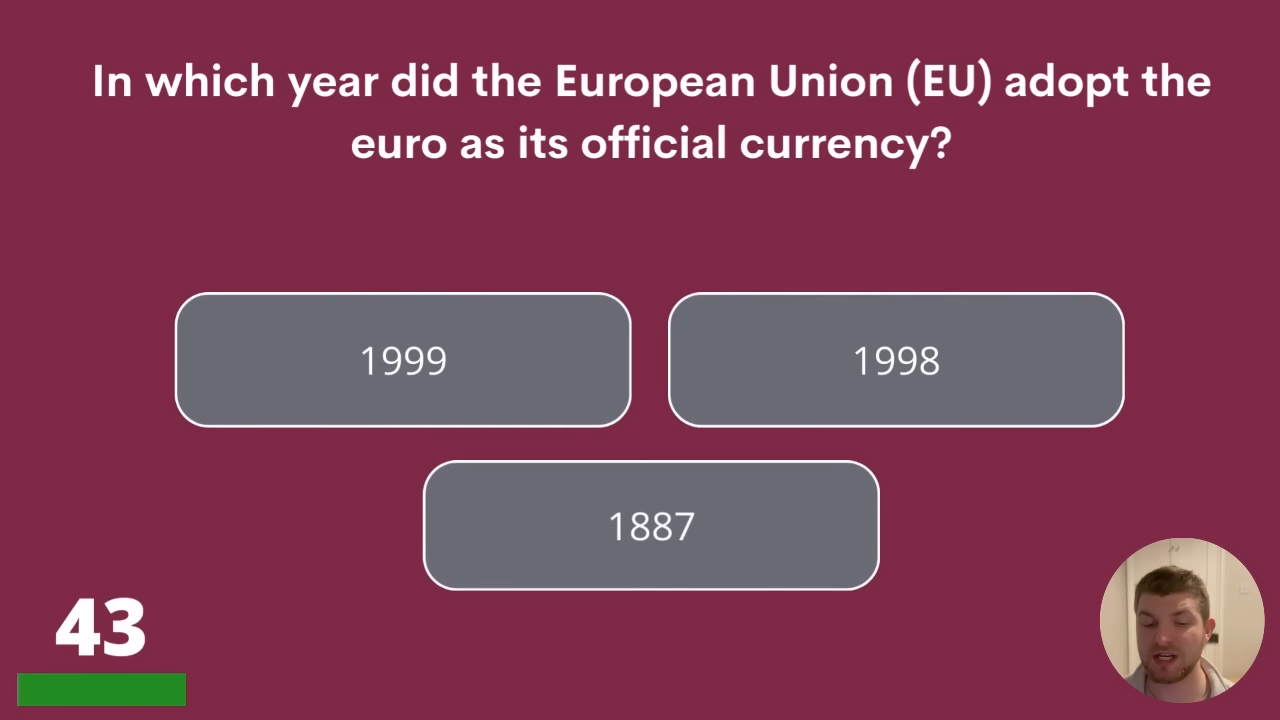 In which year did the European Union (EU) adopt the
euro as its official currency?
1999
1998
1887
43